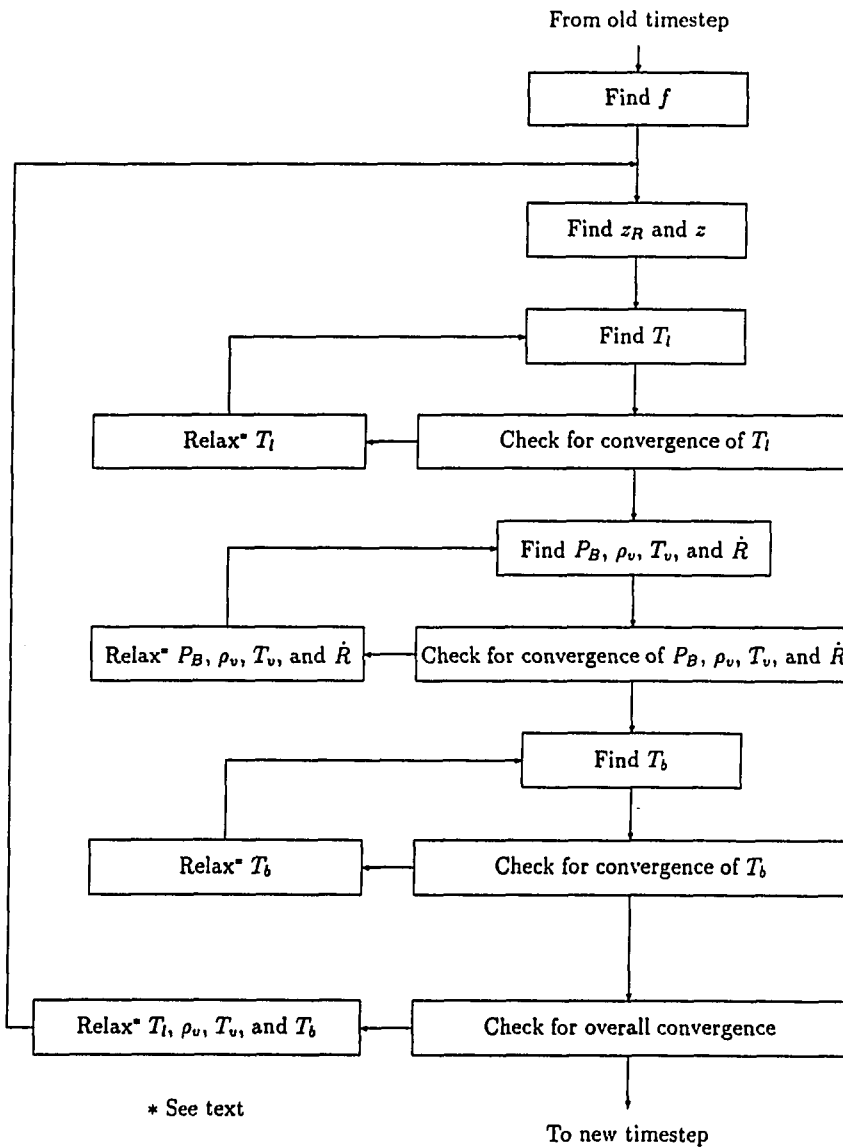 From old timestep
Find f
Find z_R and z
Find T_l
Relax* T_l
Check for convergence of T_l
Find P_B, ρ_v, T_v, and Ṙ
Relax* P_B, ρ_v, T_v, and Ṙ
Check for convergence of P_B, ρ_v, T_v, and Ṙ
Find T_b
Relax* T_b
Check for convergence of T_b
Relax* T_l, ρ_v, T_v, and T_b
Check for overall convergence
* See text
To new timestep